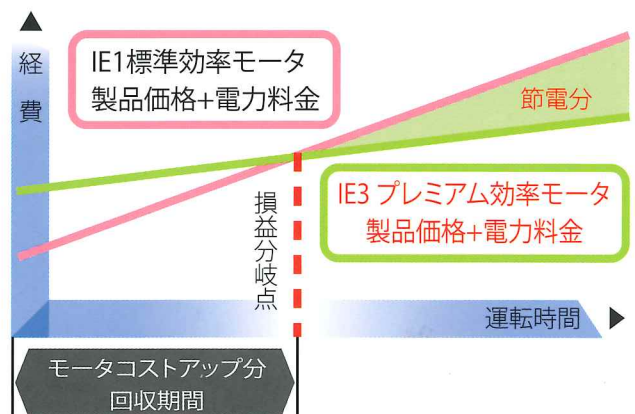 経費
IE1標準効率モータ
製品価格+電力料金
節電分
IE3 プレミアム効率モータ
製品価格+電力料金
損益分岐点
運転時間
モータコストアップ分
回収期間